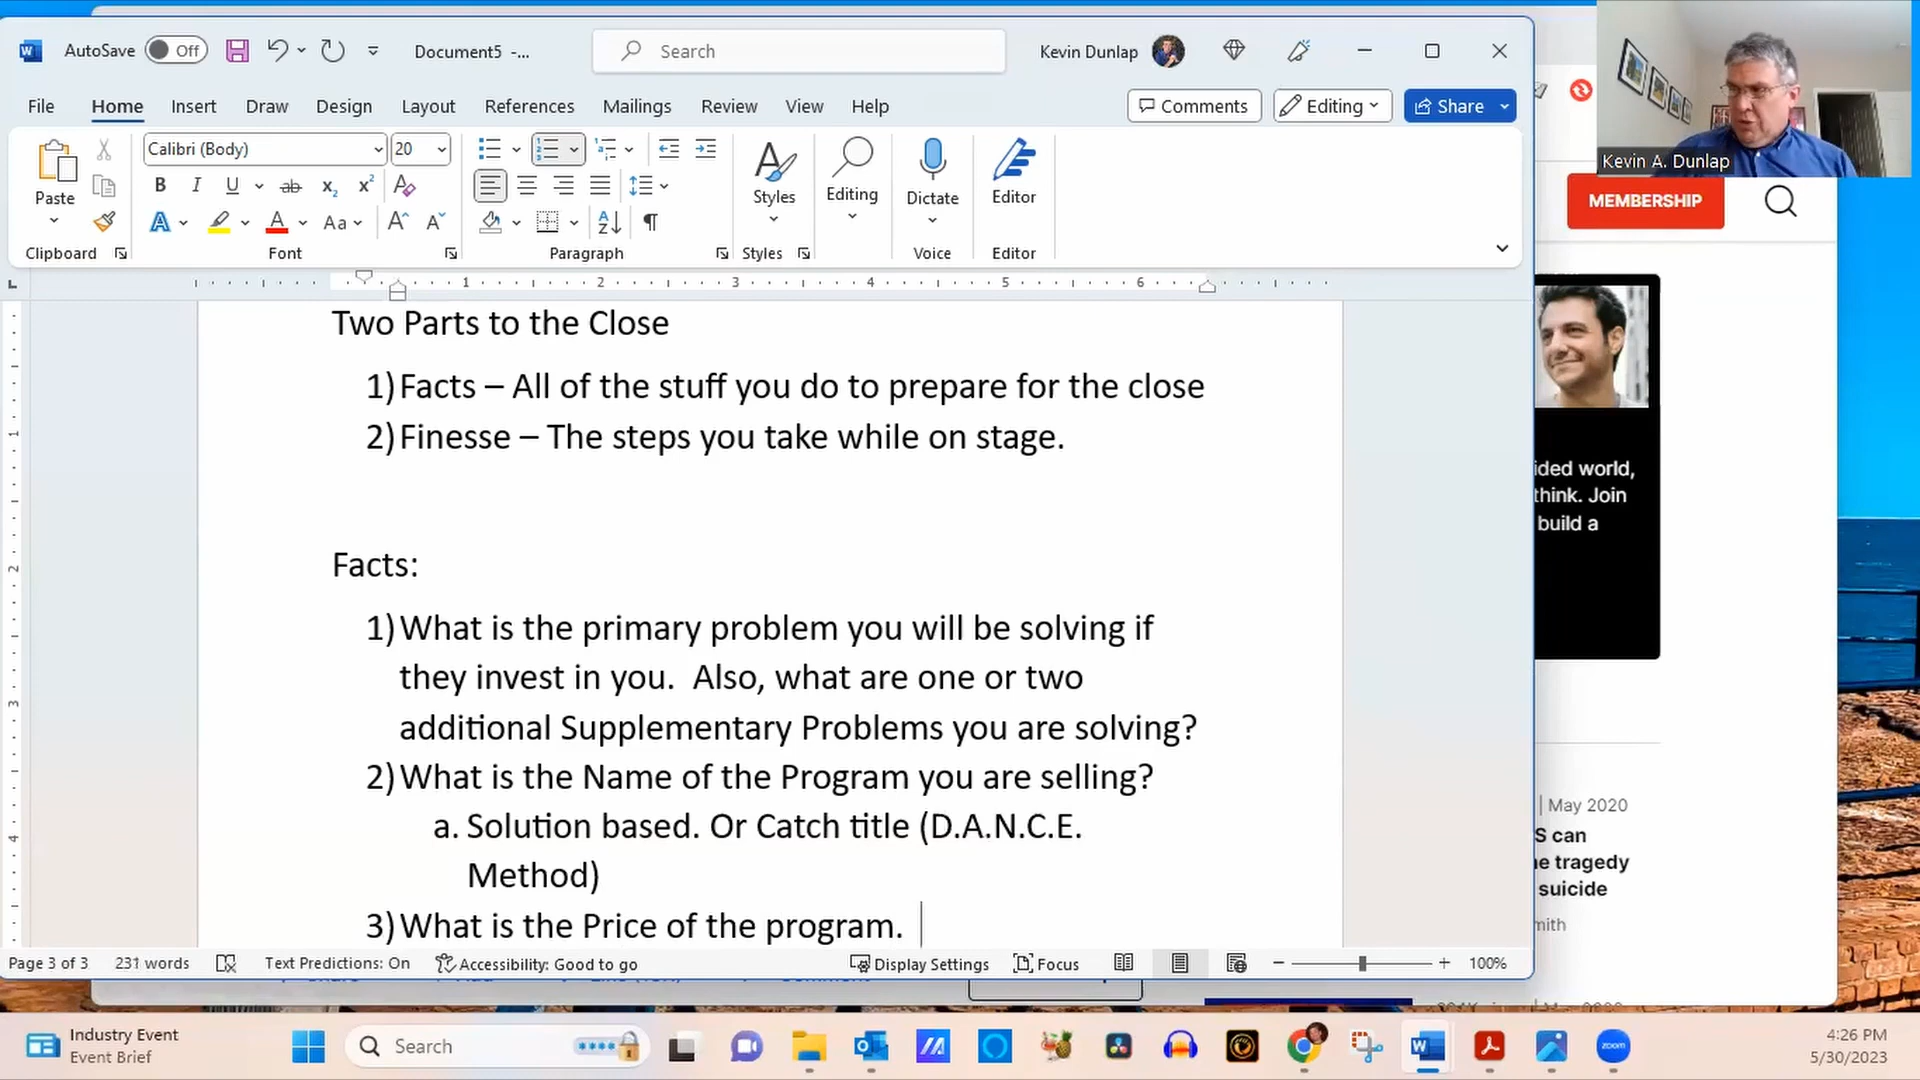 AutoSave Off Document5 -... Search Kevin Dunlap
File Home Insert Draw Design Layout References Mailings Review View Help Comments Editing Share
Calibri (Body) 20
Paste Styles Editing Dictate Editor
Clipboard Font Paragraph Styles Voice Editor
1 2 3 4 5 6
Two Parts to the Close
1) Facts – All of the stuff you do to prepare for the close
2) Finesse – The steps you take while on stage.
Facts:
1) What is the primary problem you will be solving if
they invest in you.  Also, what are one or two
additional Supplementary Problems you are solving?
2) What is the Name of the Program you are selling?
a. Solution based. Or Catch title (D.A.N.C.E.
Method)
3) What is the Price of the program.
Page 3 of 3 231 words Text Predictions: On Accessibility: Good to go Display Settings Focus 100%
Kevin A. Dunlap
MEMBERSHIP
ided world,
think. Join
build a
| May 2020
S can
e tragedy
suicide
mith
Industry Event
Event Brief
Search
zoom
4:26 PM
5/30/2023